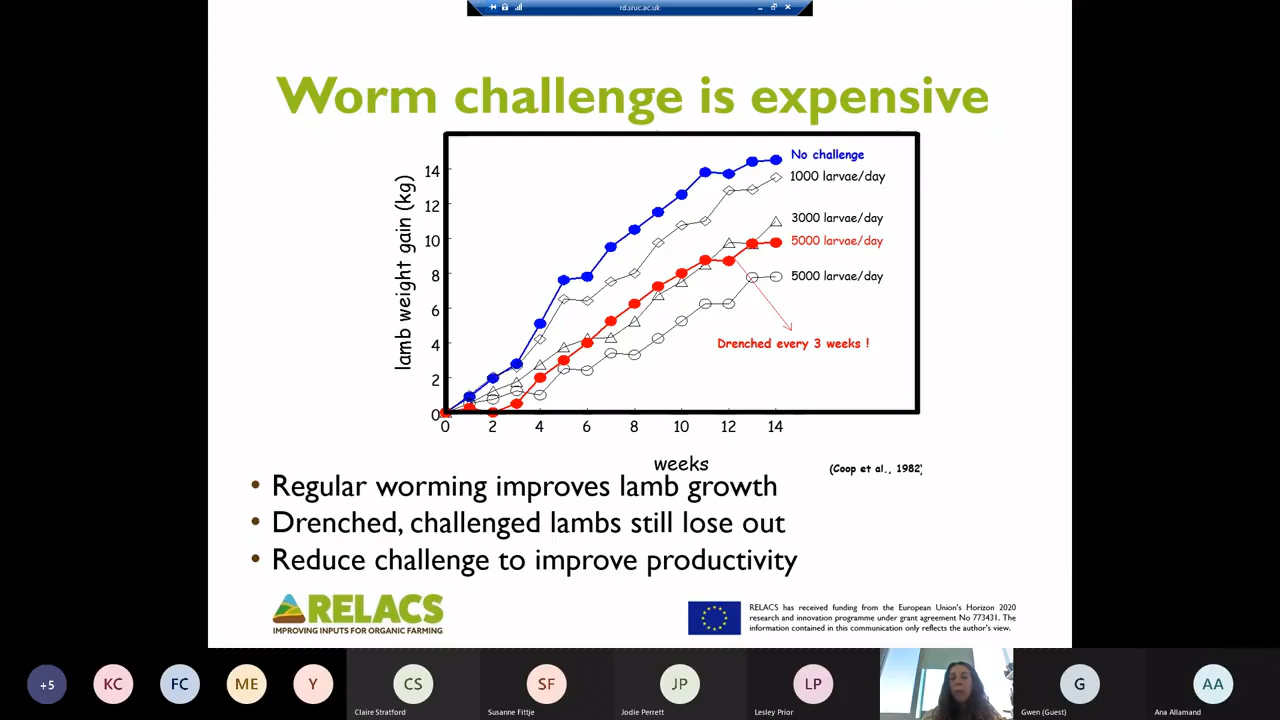 rd.sruc.ac.uk
Worm challenge is expensive
lamb weight gain (kg)
14
12
10
8
6
4
2
0
0 2 4 6 8 10 12 14
weeks
No challenge
1000 larvae/day
3000 larvae/day
5000 larvae/day
5000 larvae/day
Drenched every 3 weeks !
(Coop et al., 1982)
• Regular worming improves lamb growth
• Drenched, challenged lambs still lose out
• Reduce challenge to improve productivity
RELACS
IMPROVING INPUTS FOR ORGANIC FARMING
RELACS has received funding from the European Union's Horizon 2020
research and innovation programme under grant agreement No 773431. The
information contained in this communication only reflects the author's view.
+5
KC
FC
ME
Y
CS
Claire Stratford
SF
Susanne Fittje
JP
Jodie Perrett
LP
Lesley Prior
G
Gwen (Guest)
AA
Ana Allamand